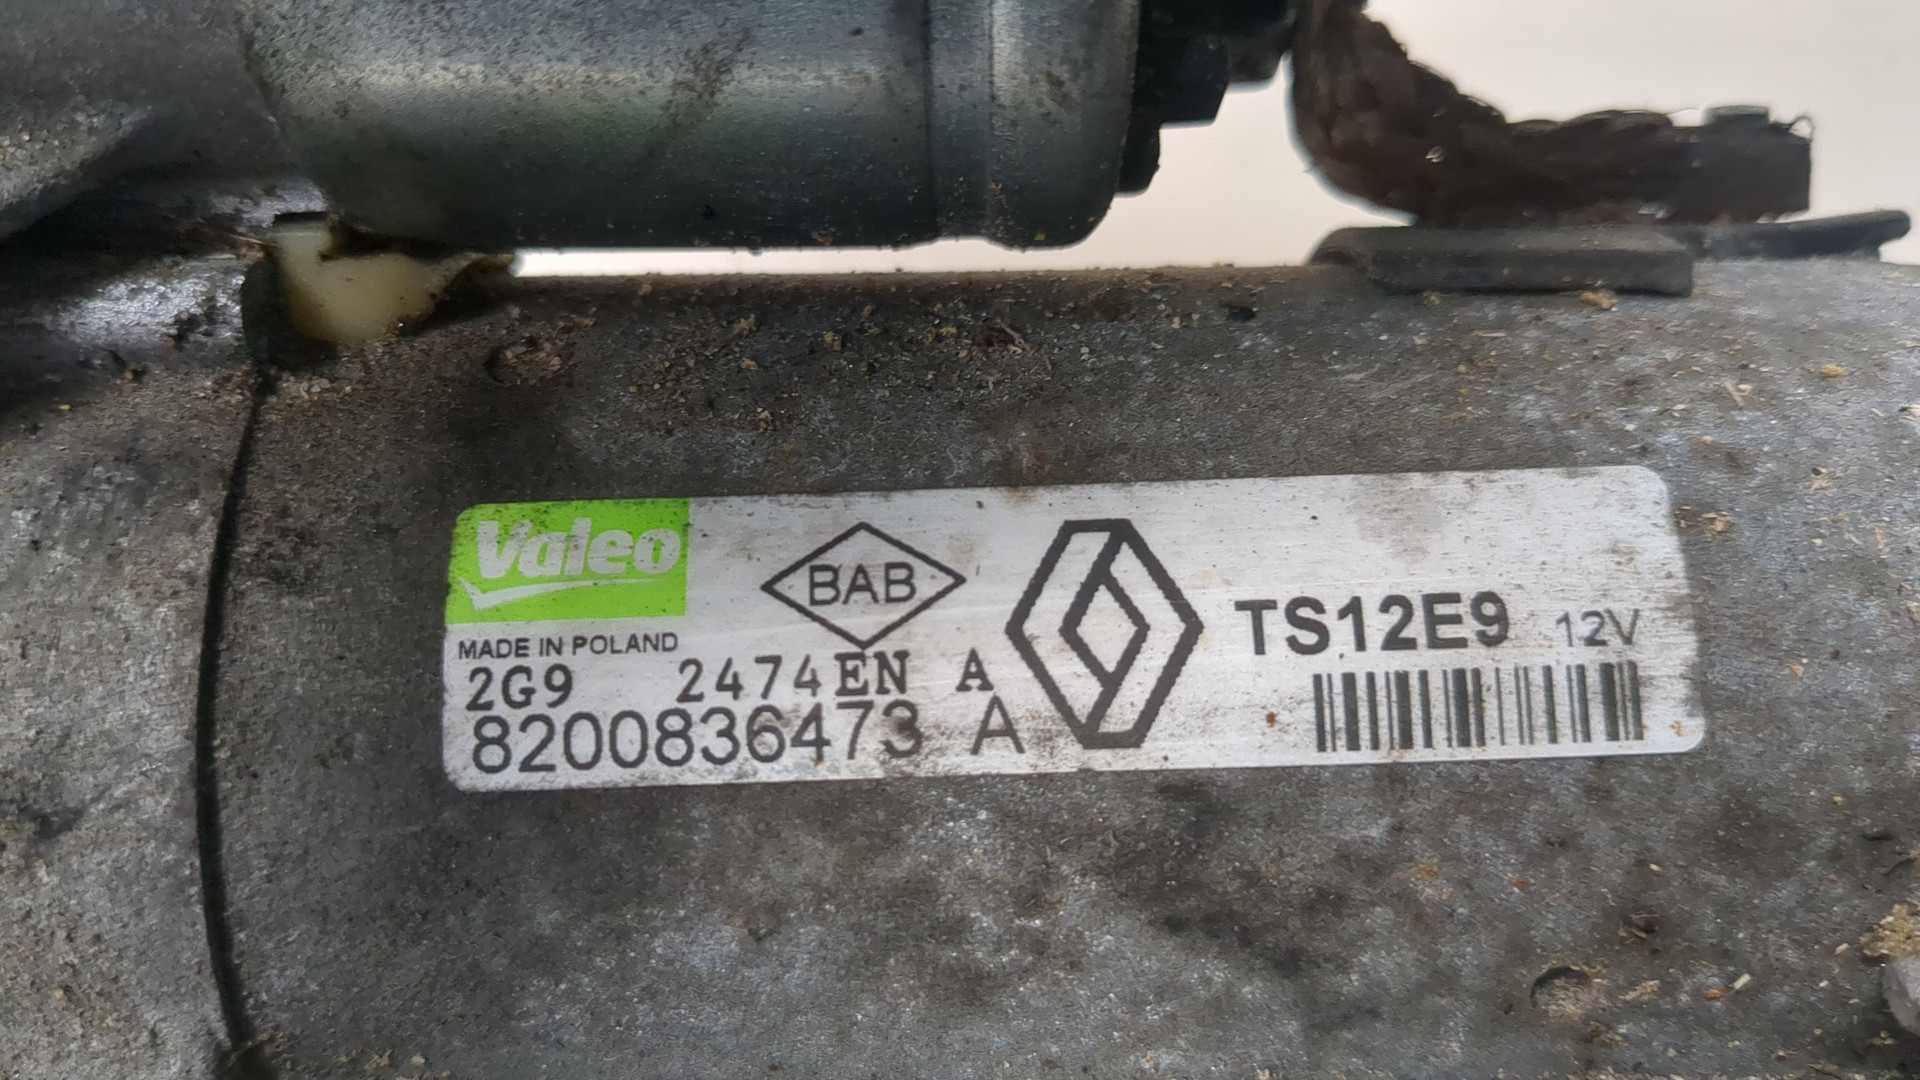 Valeo
BAB
TS12E9 12V
MADE IN POLAND
2G9 2474EN A
8200836473 A